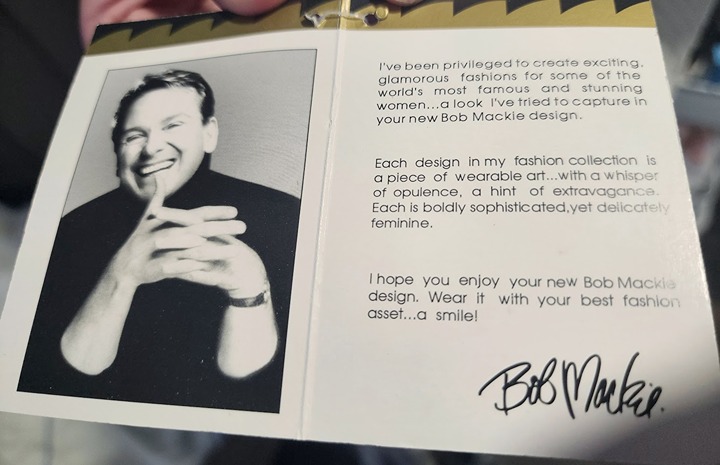 I've been privileged to create exciting,
glamorous fashions for some of the
world's most famous and stunning
women...a look I've tried to capture in
your new Bob Mackie design.
Each design in my fashion collection is
a piece of wearable art...with a whisper
of opulence, a hint of extravagance.
Each is boldly sophisticated,yet delicately
feminine.
I hope you enjoy your new Bob Mackie
design. Wear it with your best fashion
asset...a smile!
Bob Mackie.